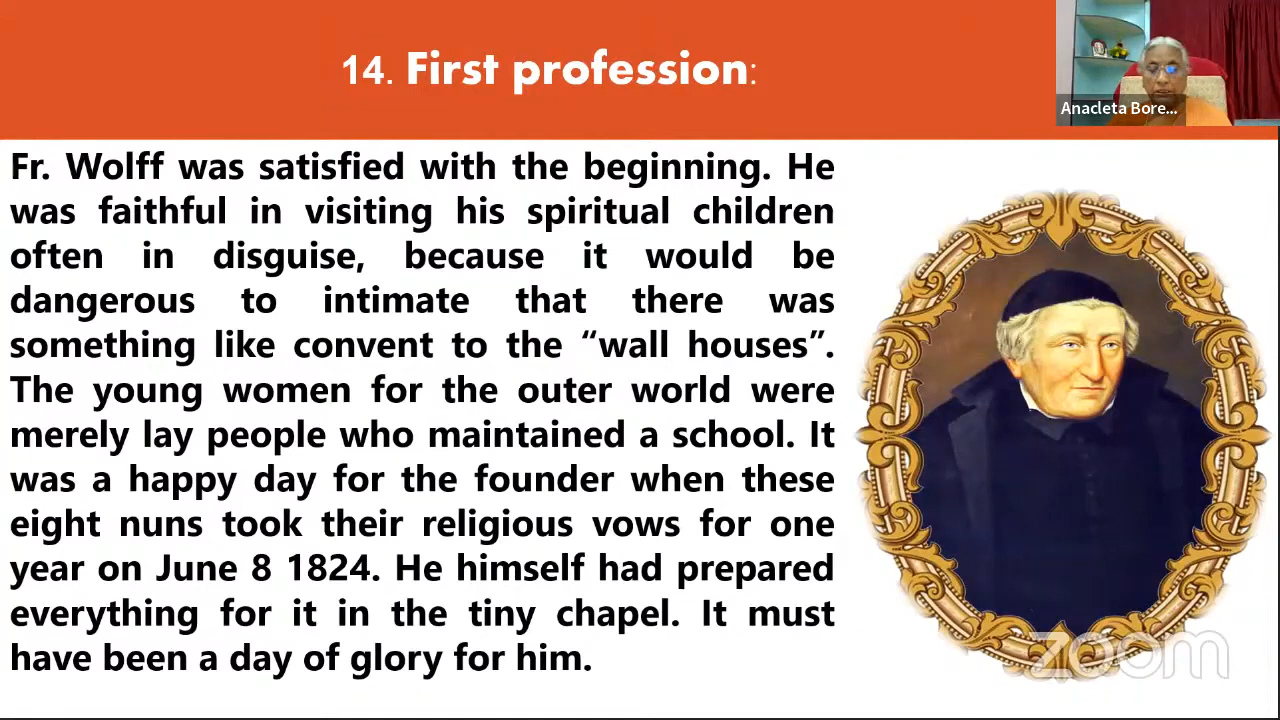 14. First profession:
Anacleta Bore...
Fr. Wolff was satisfied with the beginning. He
was faithful in visiting his spiritual children
often in disguise, because it would be
dangerous to intimate that there was
something like convent to the “wall houses”.
The young women for the outer world were
merely lay people who maintained a school. It
was a happy day for the founder when these
eight nuns took their religious vows for one
year on June 8 1824. He himself had prepared
everything for it in the tiny chapel. It must
have been a day of glory for him.
zoom